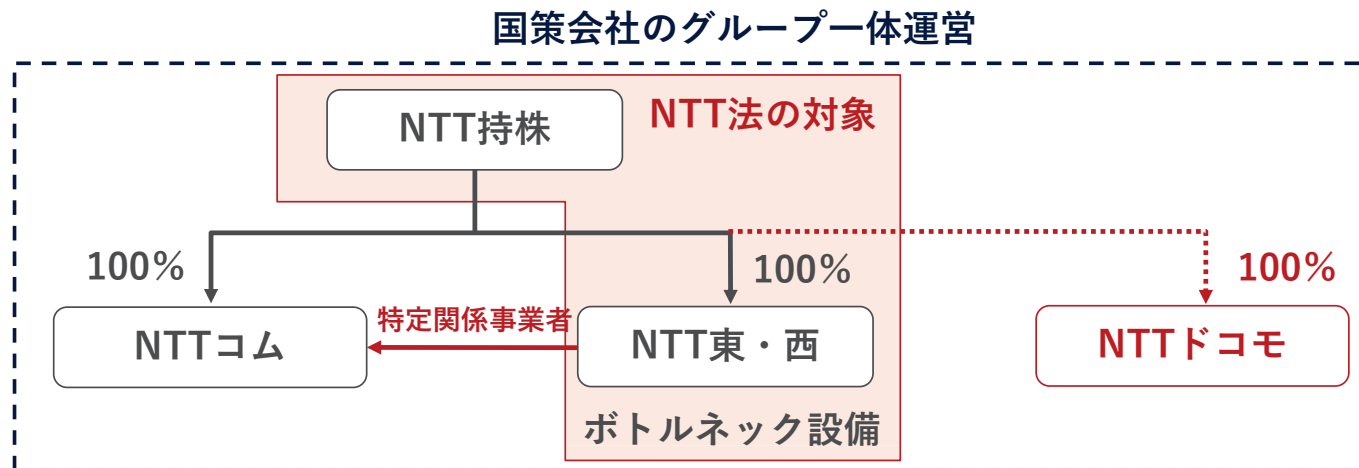 国策会社のグループ一体運営
NTT持株
NTT法の対象
100%
100%
100%
NTTコム
特定関係事業者
NTT東・西
NTTドコモ
ボトルネック設備